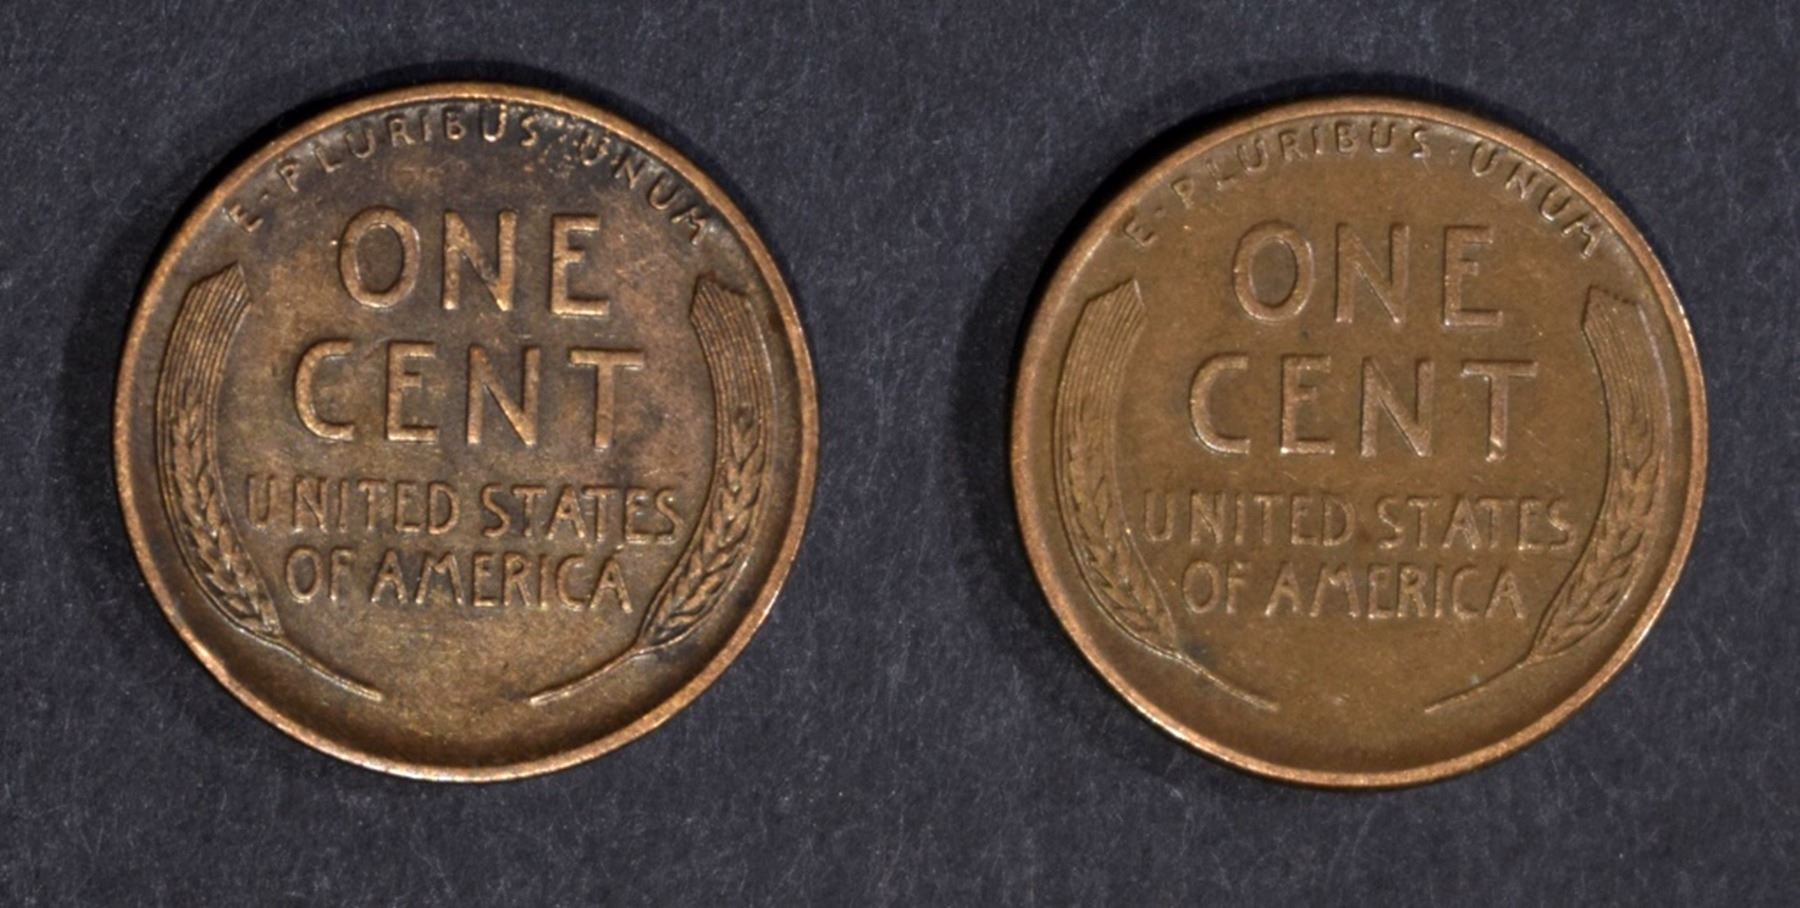 E·PLURIBUS·UNUM
ONE
CENT
UNITED STATES
OF AMERICA
E·PLURIBUS·UNUM
ONE
CENT
UNITED STATES
OF AMERICA